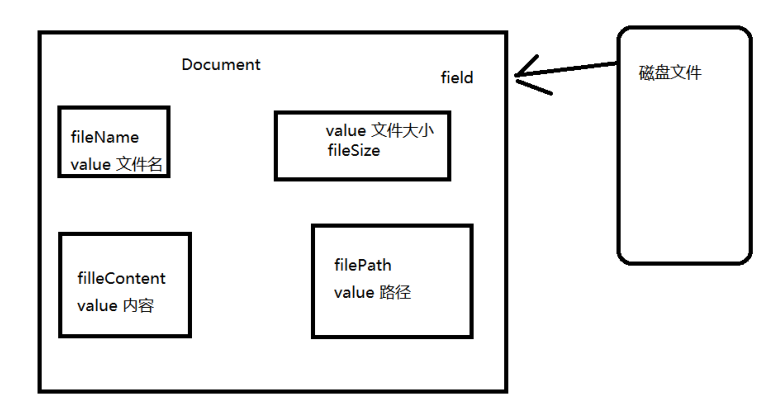 Document
field
磁盘文件
fileName
value 文件名
value 文件大小
fileSize
filleContent
value 内容
filePath
value 路径